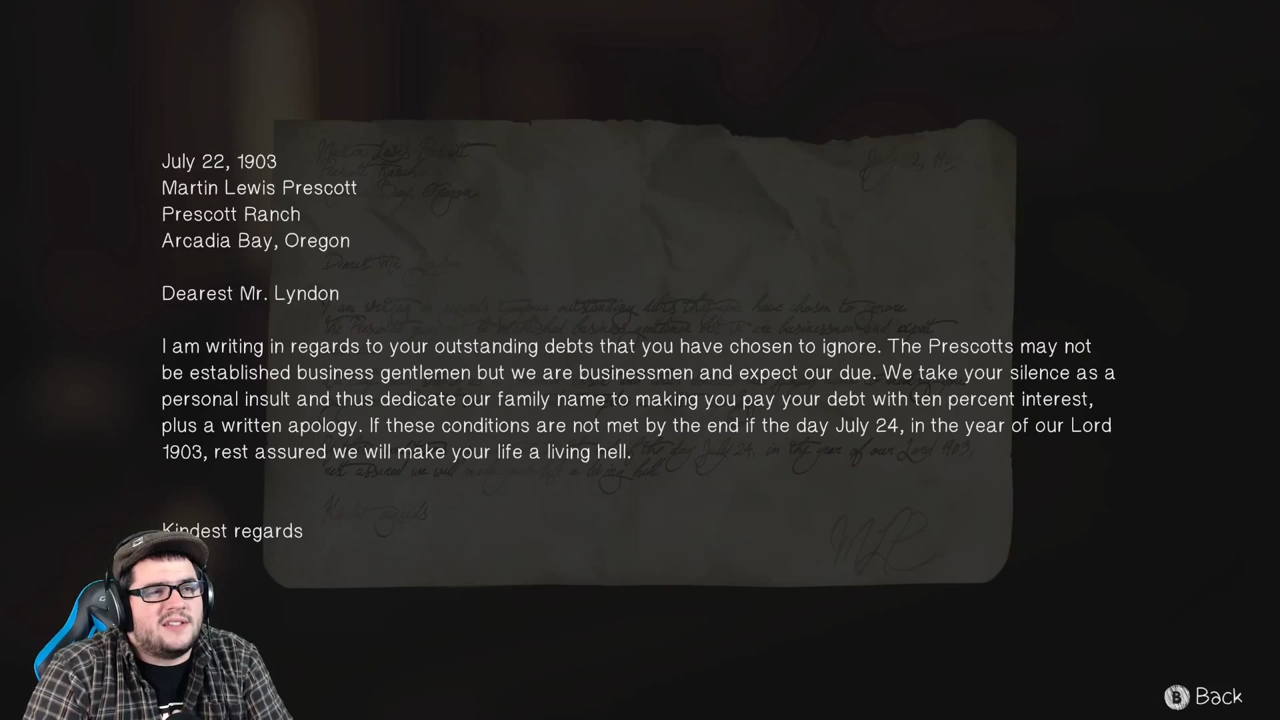 July 22, 1903
Martin Lewis Prescott
Prescott Ranch
Arcadia Bay, Oregon
Dearest Mr. Lyndon
I am writing in regards to your outstanding debts that you have chosen to ignore. The Prescotts may not
be established business gentlemen but we are businessmen and expect our due. We take your silence as a
personal insult and thus dedicate our family name to making you pay your debt with ten percent interest,
plus a written apology. If these conditions are not met by the end if the day July 24, in the year of our Lord
1903, rest assured we will make your life a living hell.
Kindest regards
B Back